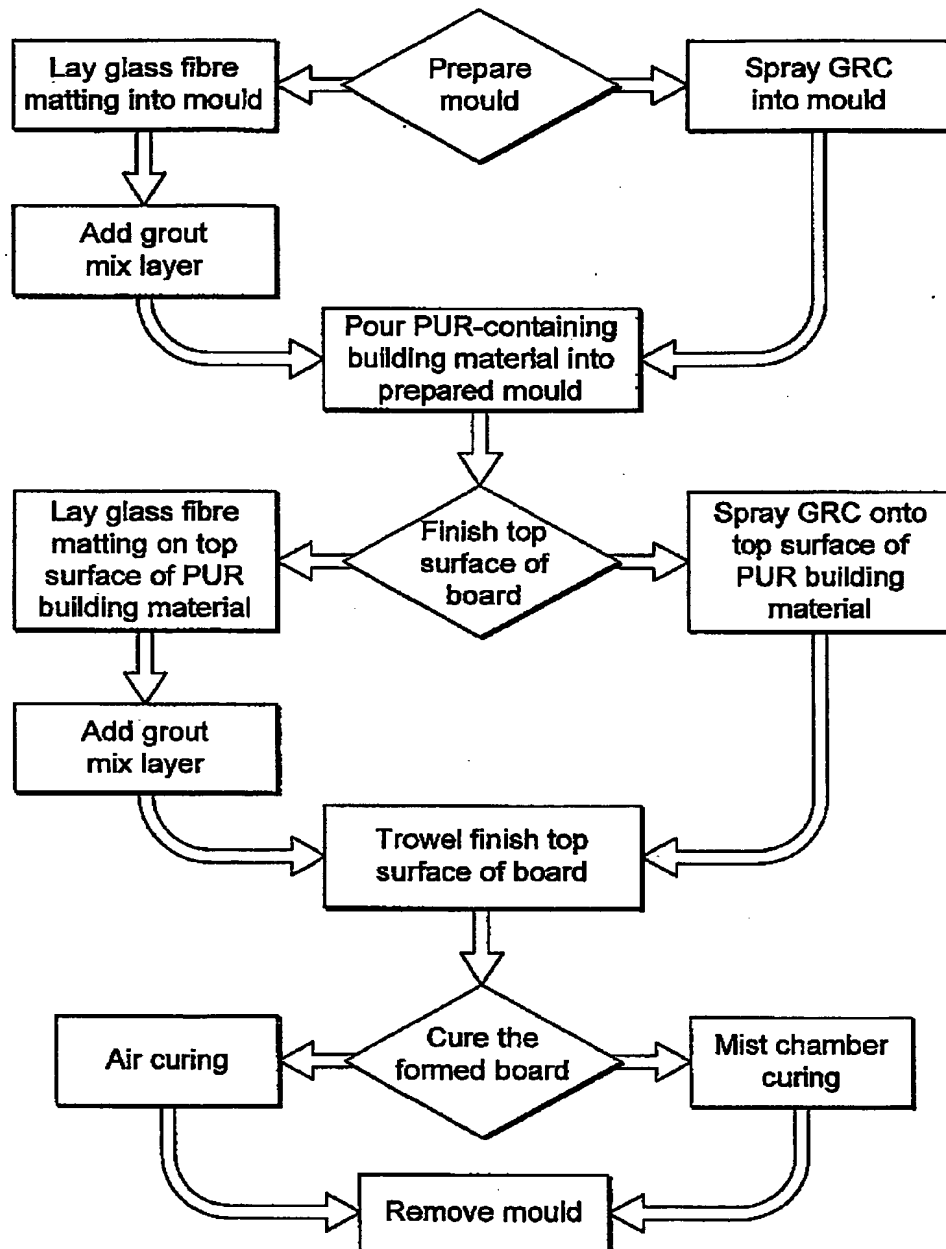 Lay glass fibre
matting into mould
Prepare
mould
Spray GRC
into mould
Add grout
mix layer
Pour PUR-containing
building material into
prepared mould
Lay glass fibre
matting on top
surface of PUR
building material
Finish top
surface of
board
Spray GRC onto
top surface of
PUR building
material
Add grout
mix layer
Trowel finish top
surface of board
Air curing
Cure the
formed board
Mist chamber
curing
Remove mould